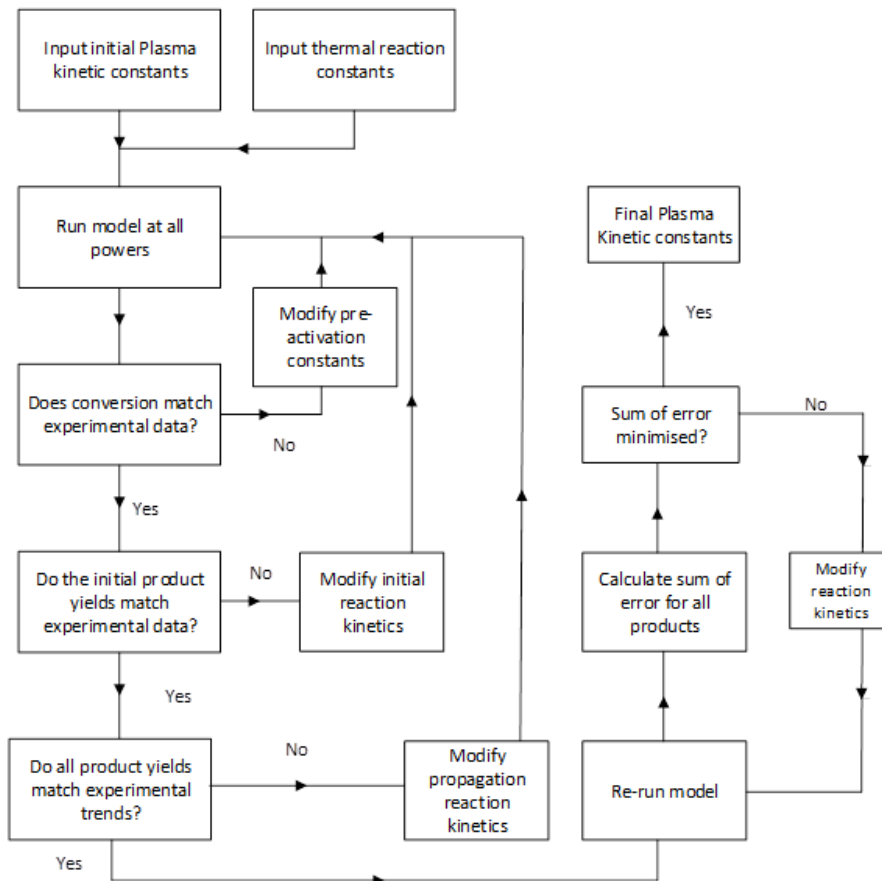 Input initial Plasma
kinetic constants
Input thermal reaction
constants
Run model at all
powers
Modify pre-
activation
constants
Does conversion match
experimental data?
No
Yes
Do the initial product
yields match
experimental data?
No
Modify initial
reaction
kinetics
Yes
Do all product yields
match experimental
trends?
No
Modify
propagation
reaction
kinetics
Yes
Re-run model
Calculate sum of
error for all
products
Sum of error
minimised?
No
Modify
reaction
kinetics
Yes
Final Plasma
Kinetic constants